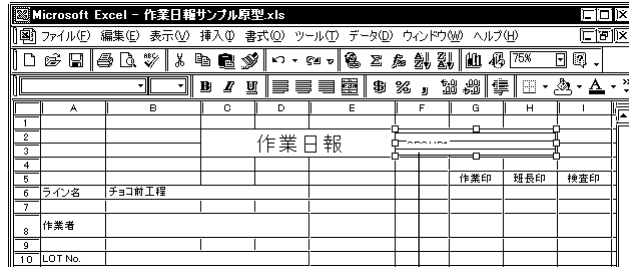 Microsoft Excel - 作業日報サンプル原型.xls
ファイル(F) 編集(E) 表示(V) 挿入(I) 書式(O) ツール(T) データ(D) ウィンドウ(W) ヘルプ(H)
75%
B I U $ % ,
A B C D E F G H I
1
2 作業日報
3
4
5 作業印 班長印 検査印
6 ライン名 チョコ前工程
7
8 作業者
9
10 LOT No.